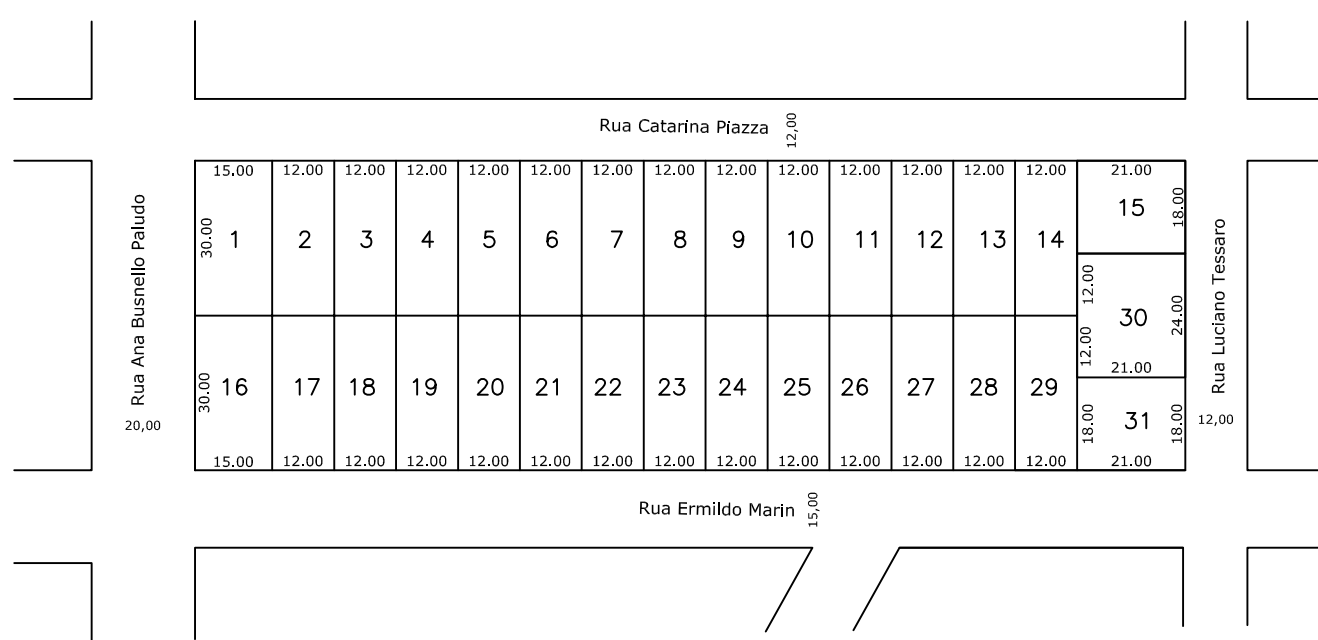 Rua Catarina Piazza 12,00
15.00 12.00 12.00 12.00 12.00 12.00 12.00 12.00 12.00 12.00 12.00 12.00 12.00 12.00 21.00
Rua Ana Busnello Paludo
20,00
30.00
1 2 3 4 5 6 7 8 9 10 11 12 13 14
15
18.00
12.00
30
24.00
12.00
21.00
Rua Luciano Tessaro
12,00
30.00
16 17 18 19 20 21 22 23 24 25 26 27 28 29
18.00
31
18.00
15.00 12.00 12.00 12.00 12.00 12.00 12.00 12.00 12.00 12.00 12.00 12.00 12.00 12.00 21.00
Rua Ermildo Marin 15,00